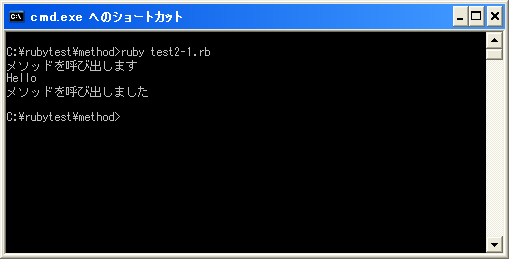 cmd.exe へのショートカット
C:¥rubytest¥method>ruby test2-1.rb
メソッドを呼び出します
Hello
メソッドを呼び出しました
C:¥rubytest¥method>